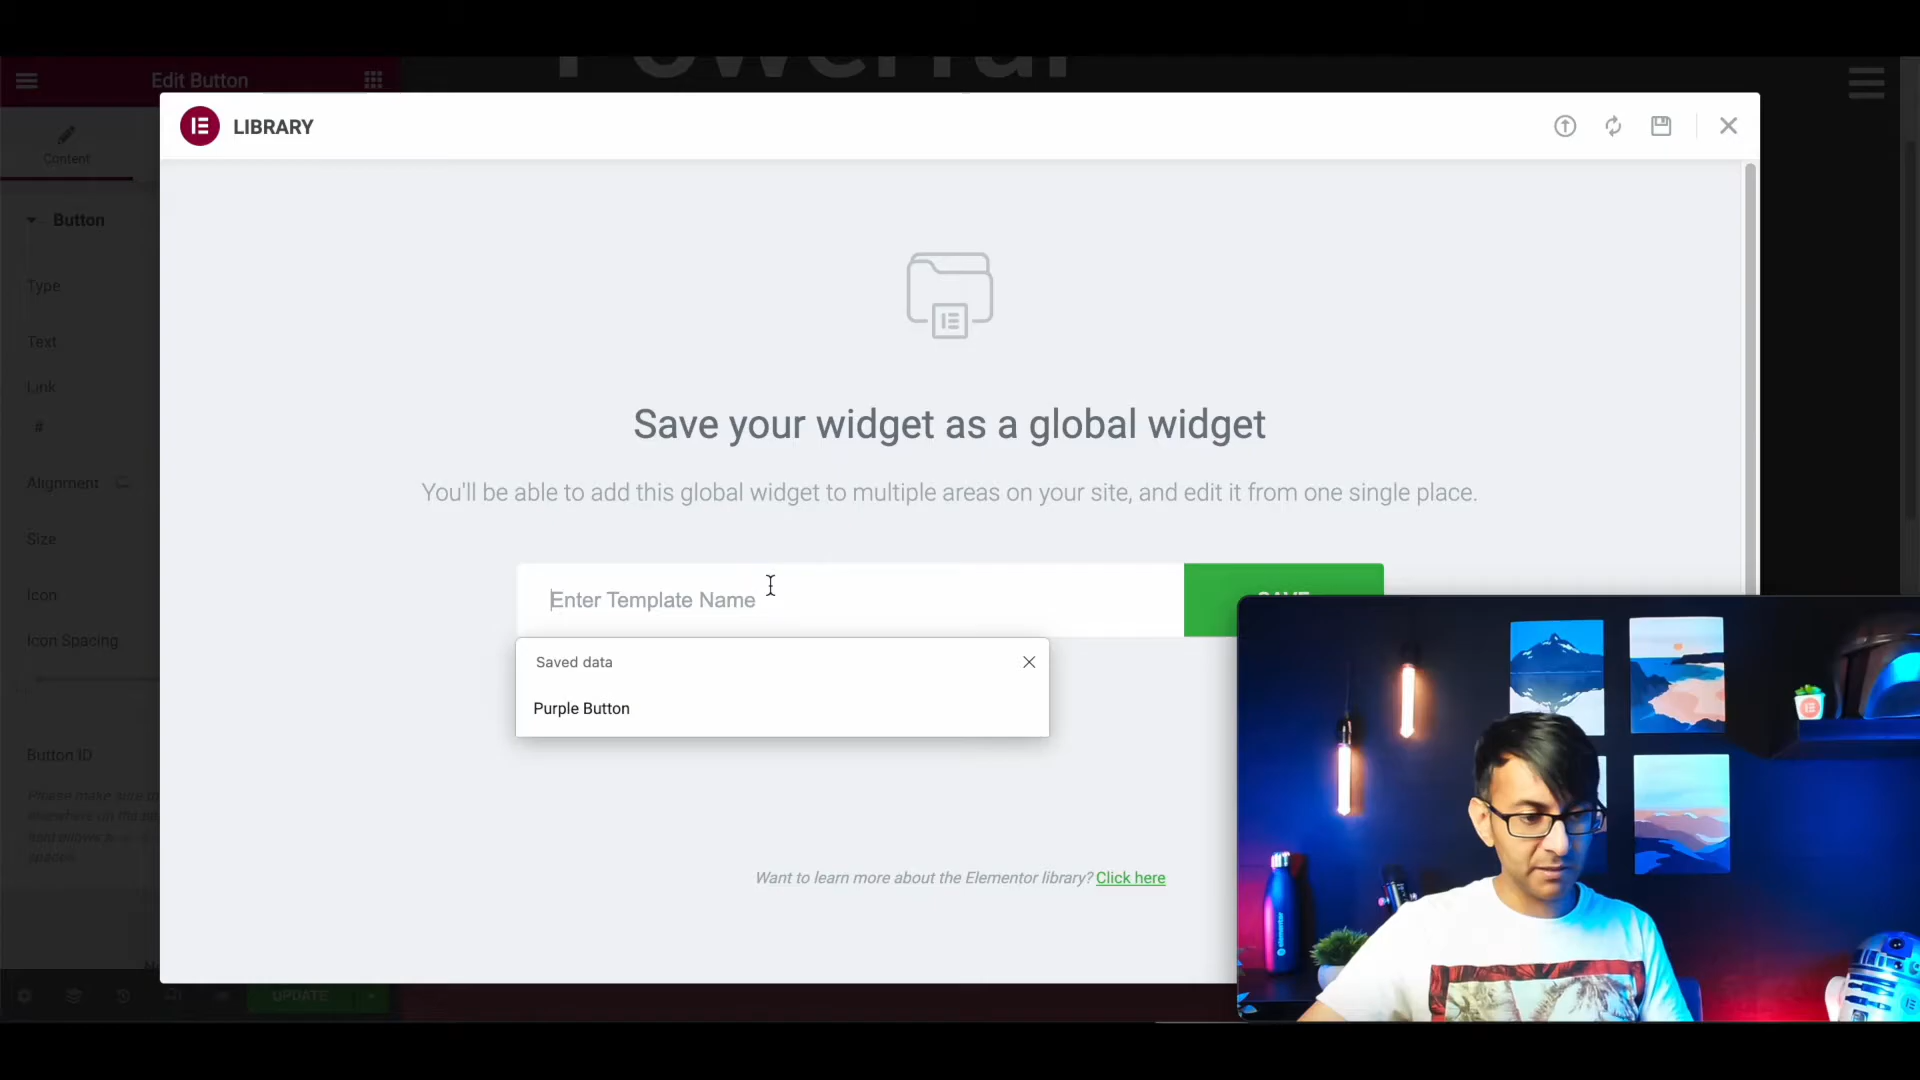 Powerful
Edit Button
LIBRARY
Content
Button
Type
Text
Link
#
Alignment
Size
Icon
Icon Spacing
Button ID
Save your widget as a global widget
You'll be able to add this global widget to multiple areas on your site, and edit it from one single place.
Enter Template Name
SAVE
Saved data
Purple Button
Want to learn more about the Elementor library? Click here
UPDATE
elementor